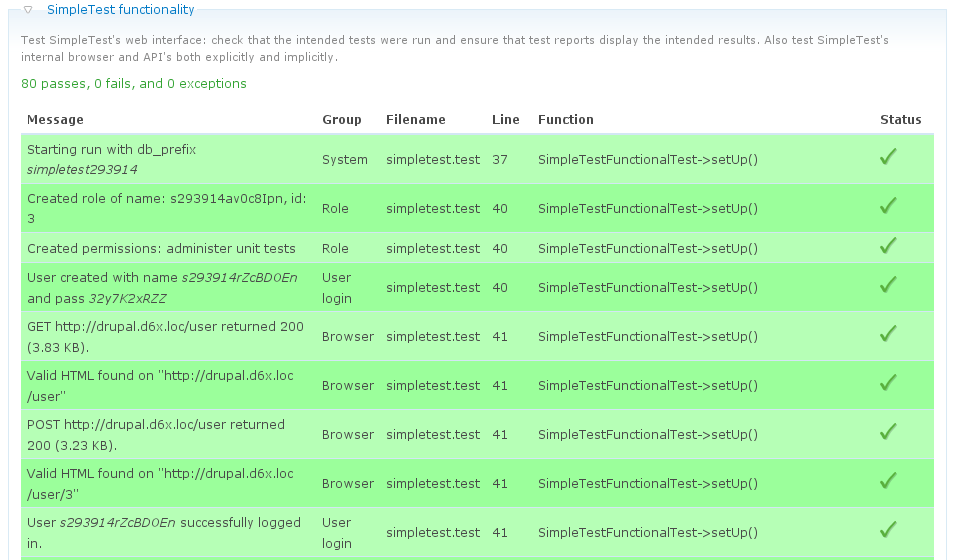 SimpleTest functionality
Test SimpleTest's web interface: check that the intended tests were run and ensure that test reports display the intended results. Also test SimpleTest's
internal browser and API's both explicitly and implicitly.
80 passes, 0 fails, and 0 exceptions
Message Group Filename Line Function Status
Starting run with db_prefix
simpletest293914 System simpletest.test 37 SimpleTestFunctionalTest->setUp()
Created role of name: s293914av0c8Ipn, id:
3 Role simpletest.test 40 SimpleTestFunctionalTest->setUp()
Created permissions: administer unit tests Role simpletest.test 40 SimpleTestFunctionalTest->setUp()
User created with name s293914rZcBD0En
and pass 32y7K2xRZZ User
login simpletest.test 40 SimpleTestFunctionalTest->setUp()
GET http://drupal.d6x.loc/user returned 200
(3.83 KB). Browser simpletest.test 41 SimpleTestFunctionalTest->setUp()
Valid HTML found on "http://drupal.d6x.loc
/user" Browser simpletest.test 41 SimpleTestFunctionalTest->setUp()
POST http://drupal.d6x.loc/user returned
200 (3.23 KB). Browser simpletest.test 41 SimpleTestFunctionalTest->setUp()
Valid HTML found on "http://drupal.d6x.loc
/user/3" Browser simpletest.test 41 SimpleTestFunctionalTest->setUp()
User s293914rZcBD0En successfully logged
in. User
login simpletest.test 41 SimpleTestFunctionalTest->setUp()